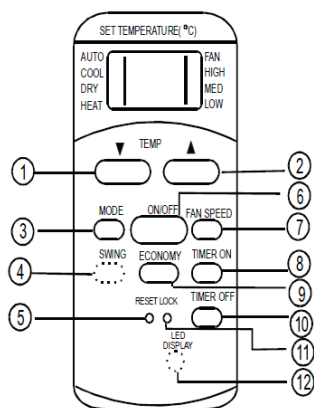 SET TEMPERATURE(°C)
AUTO FAN
COOL HIGH
DRY MED
HEAT LOW
▼ TEMP ▲
1 2
MODE ON/OFF FAN SPEED
3 6 7
SWING ECONOMY TIMER ON
4 8
9
RESET LOCK TIMER OFF
5 10
LED
DISPLAY
11
12